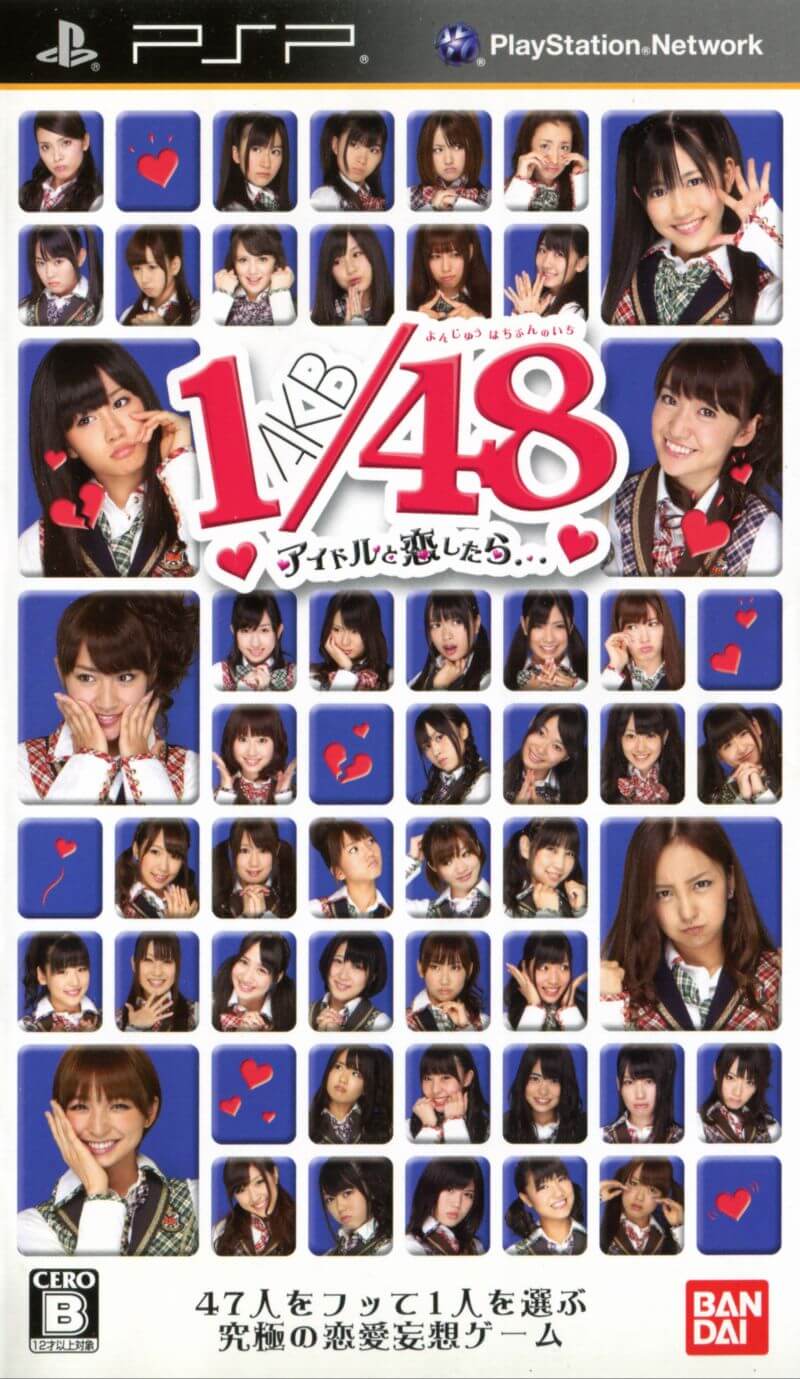 PSP
PlayStation®Network
よんじゅう はちぶんのいち
AKB
1/48
アイドルと恋したら...
CERO
B
12才以上対象
47人をフッて1人を選ぶ
究極の恋愛妄想ゲーム
BAN
DAI